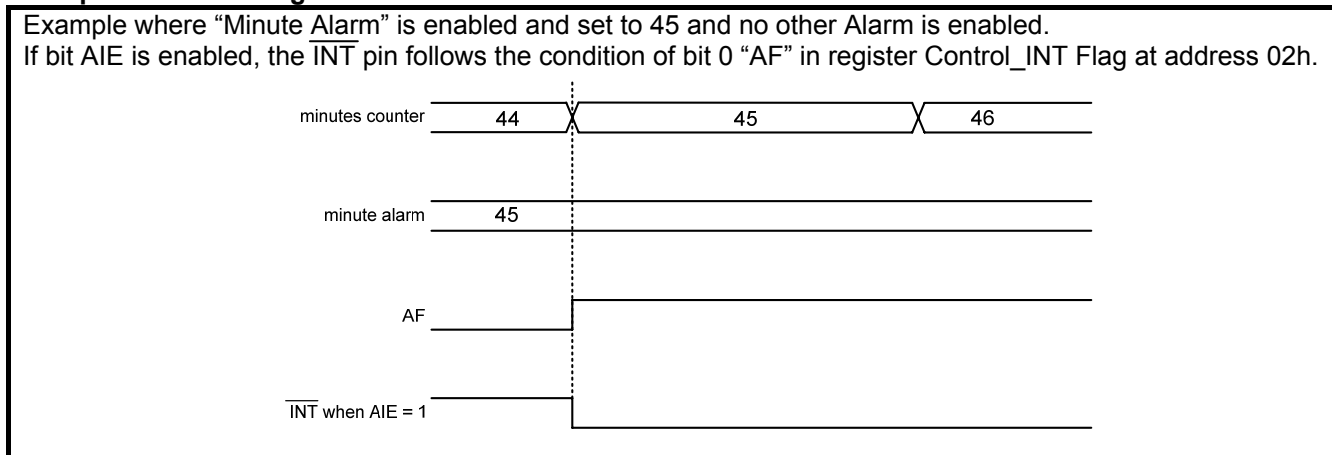 Example where “Minute Alarm” is enabled and set to 45 and no other Alarm is enabled.
If bit AIE is enabled, the INT pin follows the condition of bit 0 “AF” in register Control_INT Flag at address 02h.
minutes counter 44 45 46
minute alarm 45
AF
INT when AIE = 1